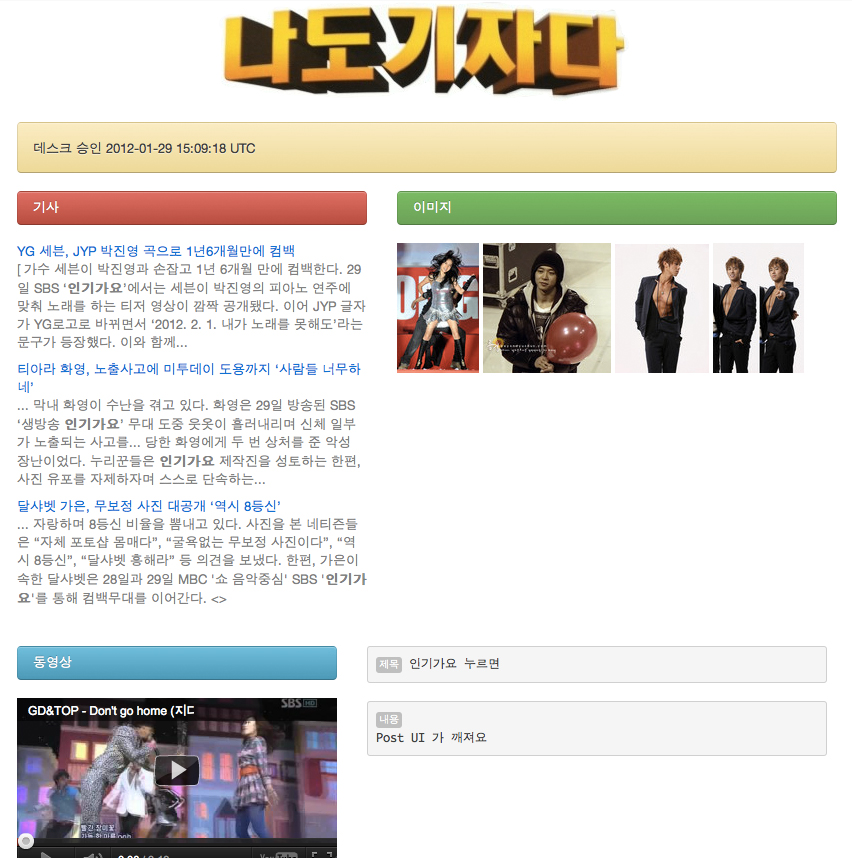 나도기자다
데스크 승인 2012-01-29 15:09:18 UTC
기사
이미지
YG 세븐, JYP 박진영 곡으로 1년6개월만에 컴백
[ 가수 세븐이 박진영과 손잡고 1년 6개월 만에 컴백한다. 29
일 SBS ‘인기가요’에서는 세븐이 박진영의 피아노 연주에
맞춰 노래를 하는 티저 영상이 깜짝 공개됐다. 이어 JYP 글자
가 YG로고로 바뀌면서 ‘2012. 2. 1. 내가 노래를 못해도’라는
문구가 등장했다. 이와 함께...
티아라 화영, 노출사고에 미투데이 도용까지 ‘사람들 너무하
네’
... 막내 화영이 수난을 겪고 있다. 화영은 29일 방송된 SBS
‘생방송 인기가요’ 무대 도중 웃옷이 흘러내리며 신체 일부
가 노출되는 사고를... 당한 화영에게 두 번 상처를 준 악성
장난이었다. 누리꾼들은 인기가요 제작진을 성토하는 한편,
사진 유포를 자제하자며 스스로 단속하는...
달샤벳 가은, 무보정 사진 대공개 ‘역시 8등신’
... 자랑하며 8등신 비율을 뽐내고 있다. 사진을 본 네티즌들
은 “자체 포토샵 몸매다”, “굴욕없는 무보정 사진이다”, “역
시 8등신”, “달샤벳 흥해라” 등 의견을 보냈다. 한편, 가은이
속한 달샤벳은 28일과 29일 MBC '쇼 음악중심' SBS '인기가
요'를 통해 컴백무대를 이어간다. <>
동영상
제목 인기가요 누르면
GD&TOP - Don't go home (지
SBS HD
내용
Post UI 가 깨져요